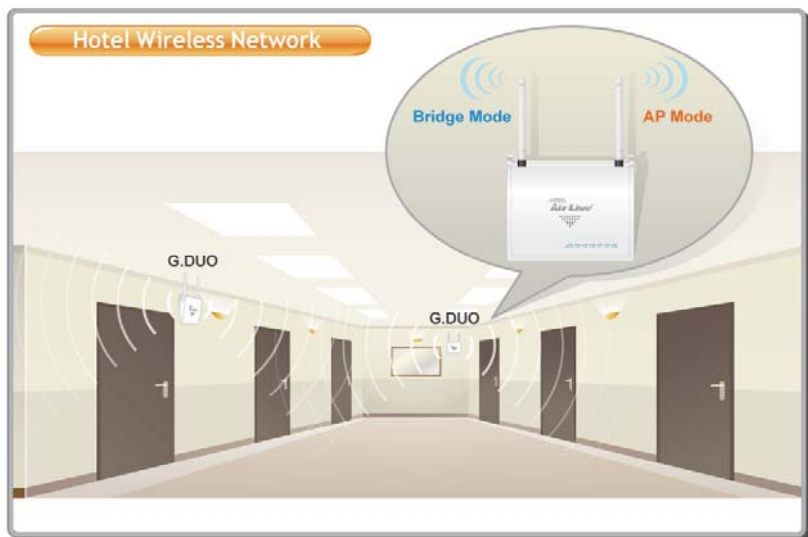 Hotel Wireless Network
Bridge Mode
AP Mode
Air Live
G.DUO
G.DUO